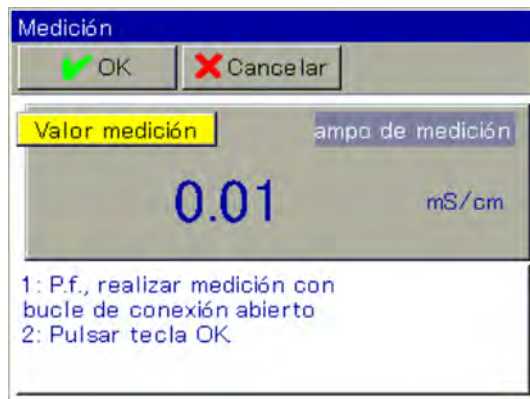 Medición
OK Cancelar
Valor medición ampo de medición
0.01 mS/cm
1: P.f., realizar medición con
bucle de conexión abierto
2: Pulsar tecla OK.